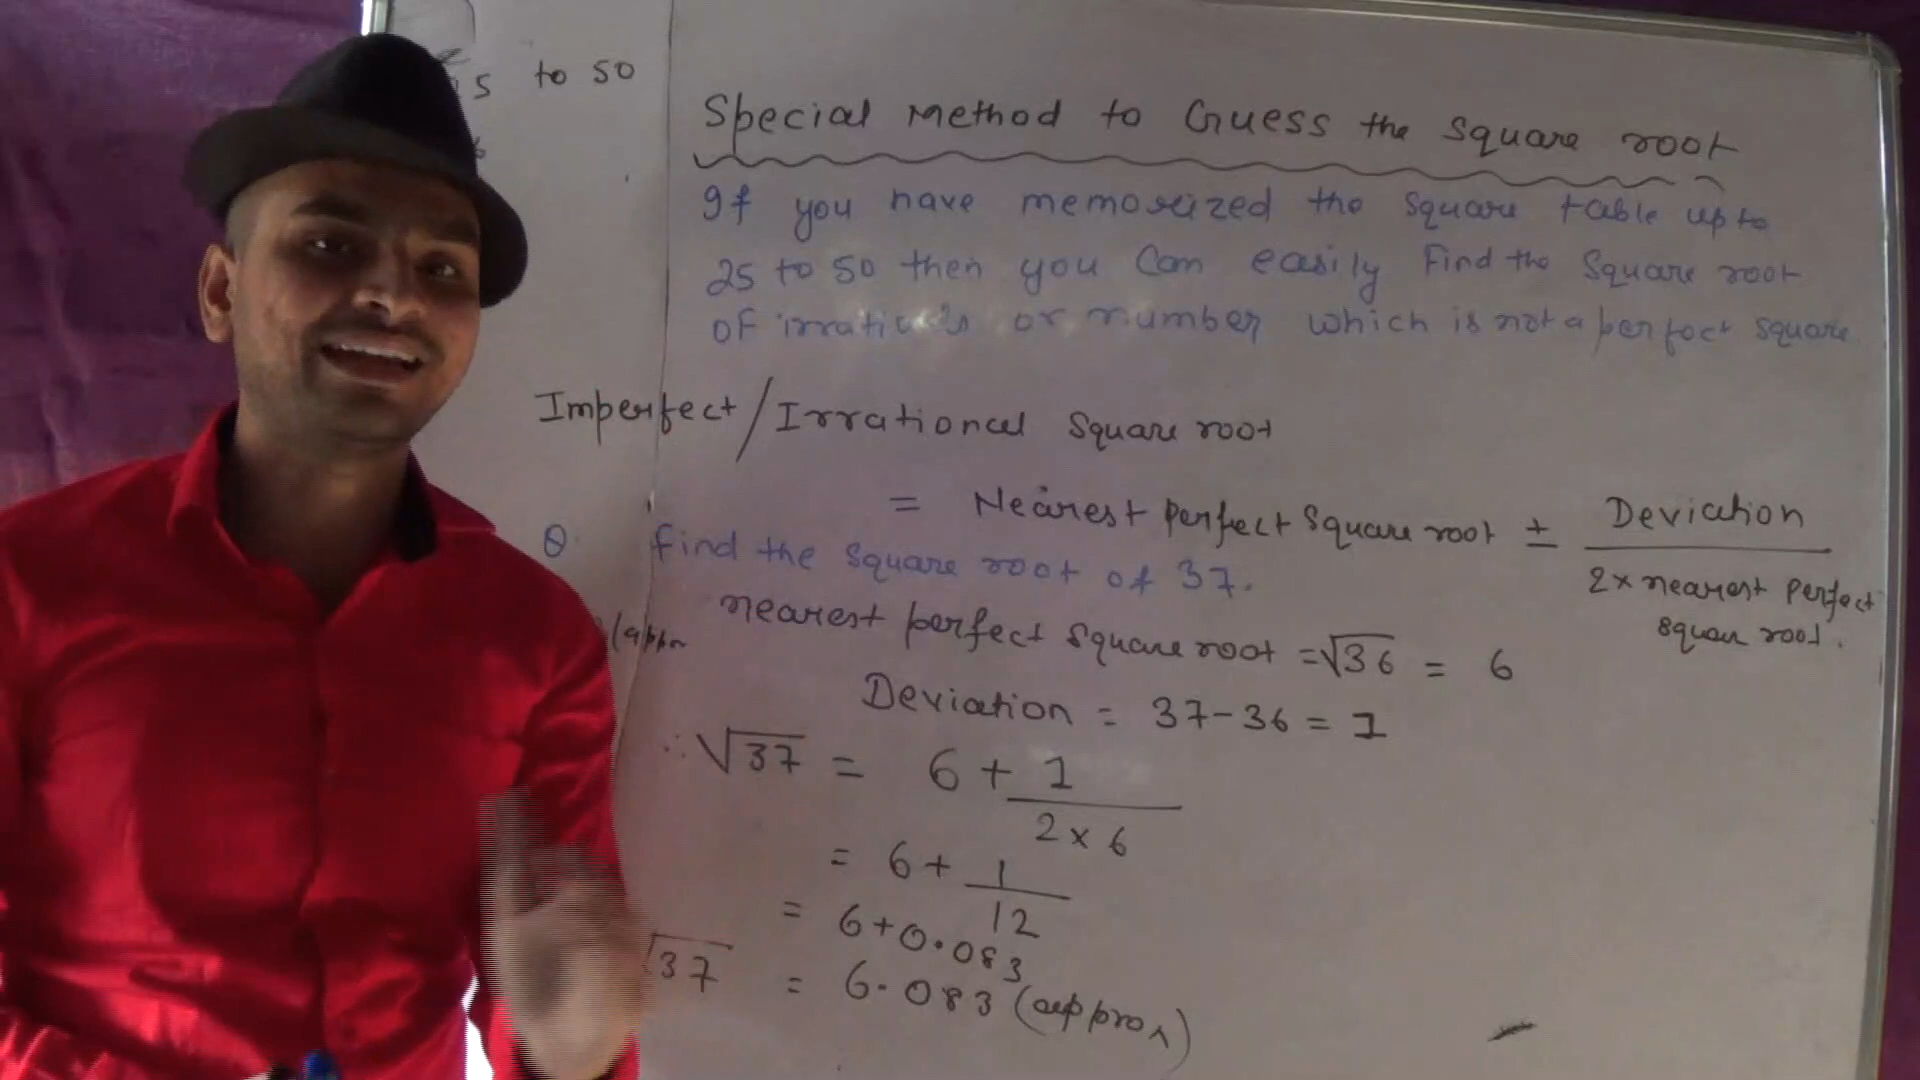 5 to 50
Special Method to Guess the square root
If you have memorized the square table up to
25 to 50 then you can easily find the square root
of or number which is not a perfect square
Imperfect/Irrational square root
= Nearest perfect square root ± Deviation
2 x nearest perfect
square root.
Q. find the square root of 37.
(appr
nearest perfect square root = √36 = 6
Deviation = 37-36 = 1
∴ √37 = 6 + 1
2 x 6
= 6 + 1
12
= 6+0.083
√37 = 6.083 (approx)